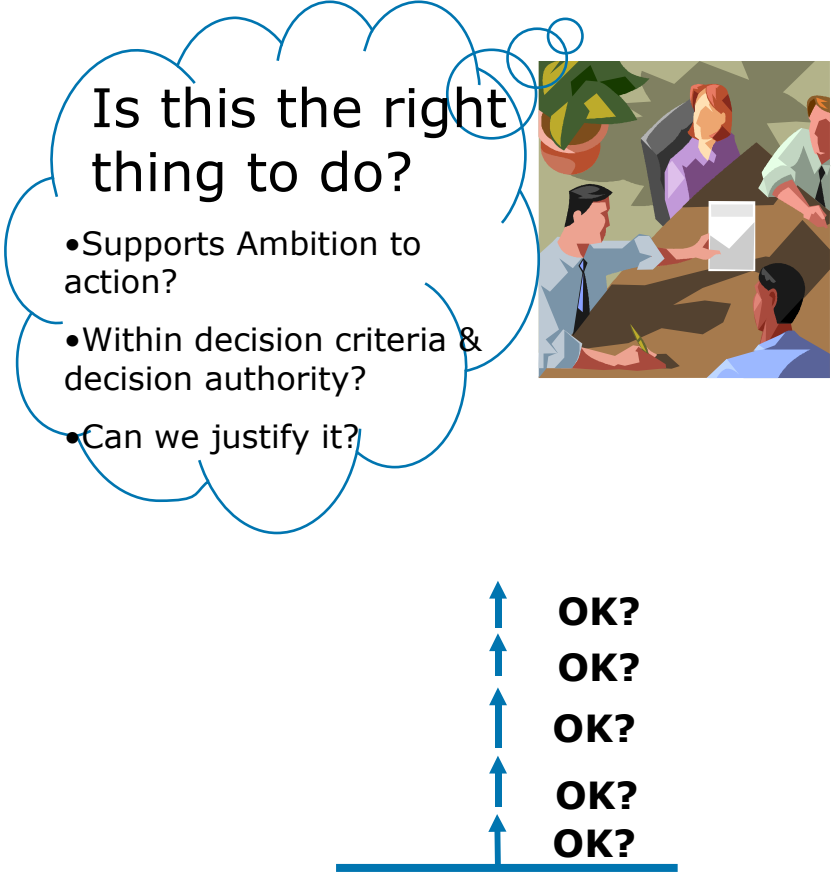 Is this the right
thing to do?
•Supports Ambition to
action?
•Within decision criteria &
decision authority?
•Can we justify it?
OK?
OK?
OK?
OK?
OK?